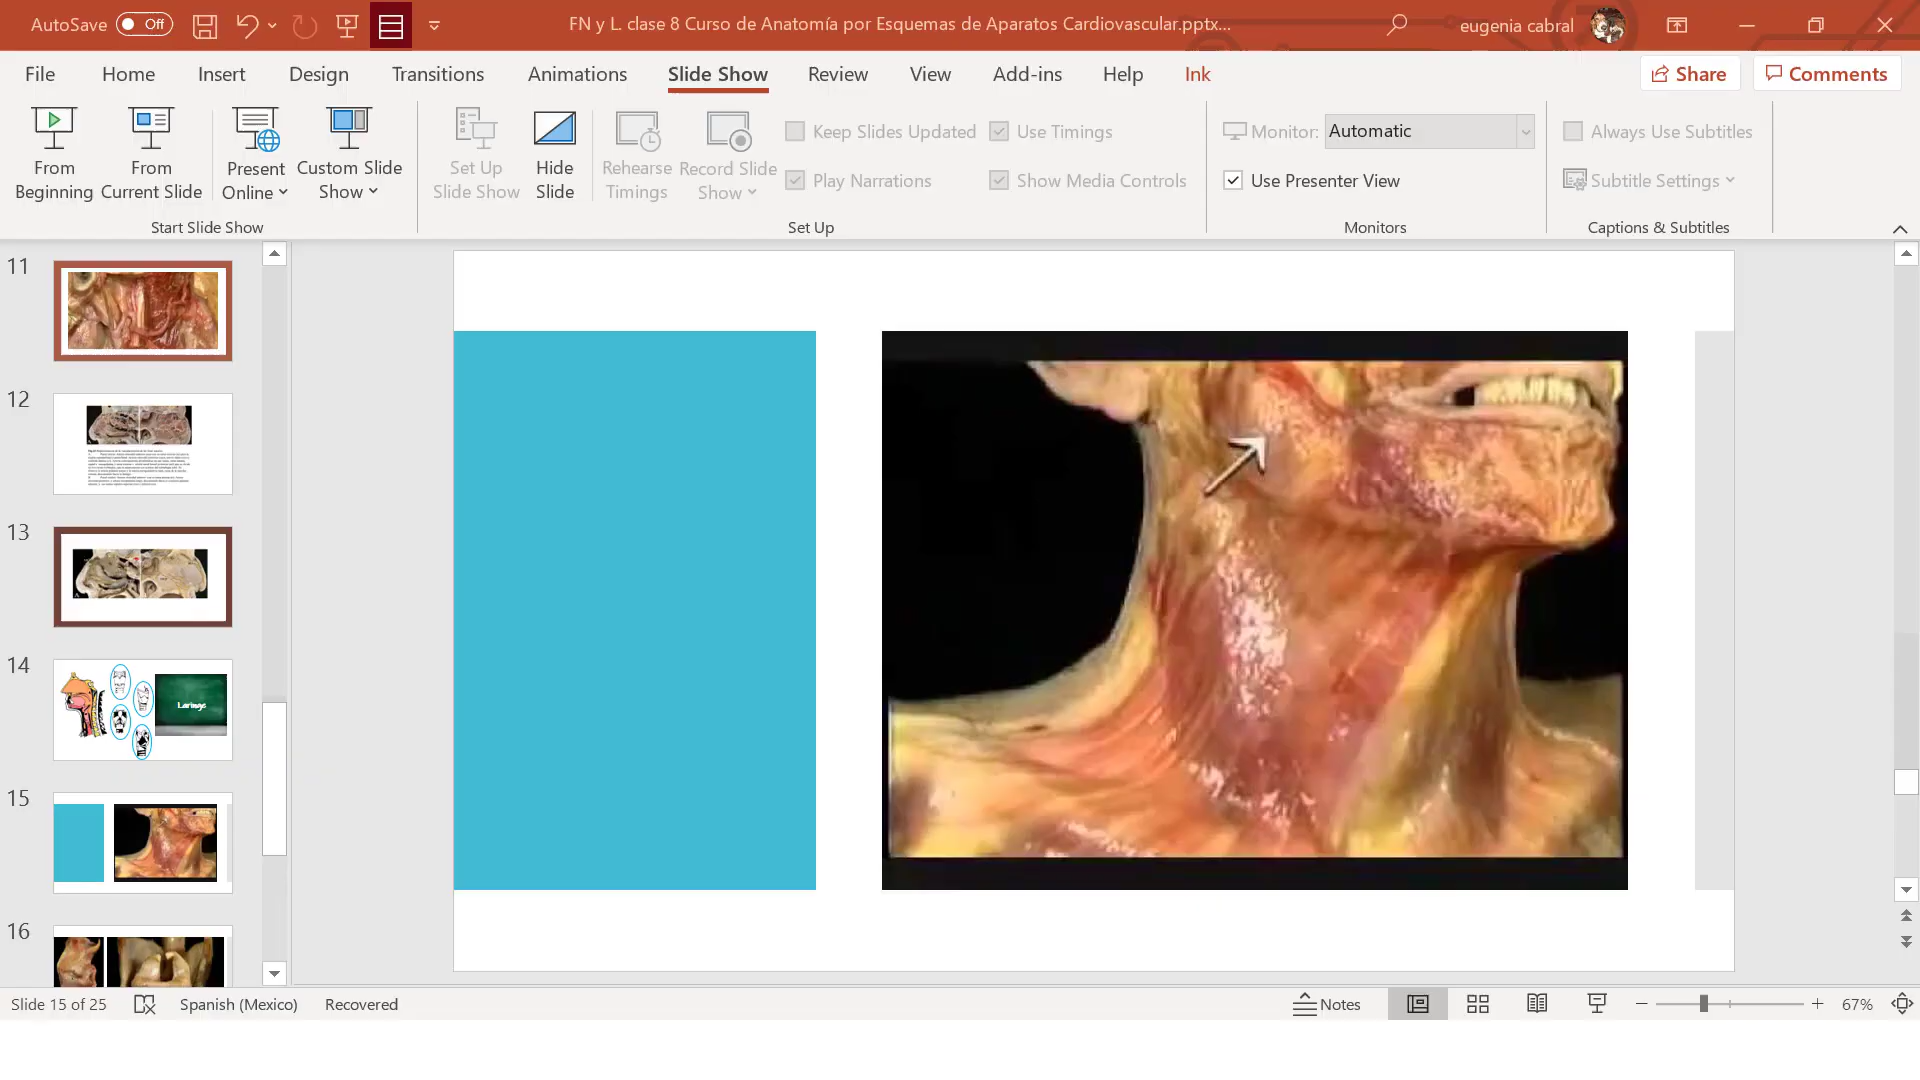 AutoSave Off
FN y L. clase 8 Curso de Anatomía por Esquemas de Aparatos Cardiovascular.pptx...
eugenia cabral
File Home Insert Design Transitions Animations Slide Show Review View Add-ins Help Ink
Share Comments
From Beginning
From Current Slide
Present Online
Custom Slide Show
Start Slide Show
Set Up Slide Show
Hide Slide
Rehearse Timings
Record Slide Show
Keep Slides Updated
Play Narrations
Use Timings
Show Media Controls
Set Up
Monitor: Automatic
Use Presenter View
Monitors
Always Use Subtitles
Subtitle Settings
Captions & Subtitles
11
12
13
14
Laringe
15
16
Slide 15 of 25 Spanish (Mexico) Recovered Notes 67%